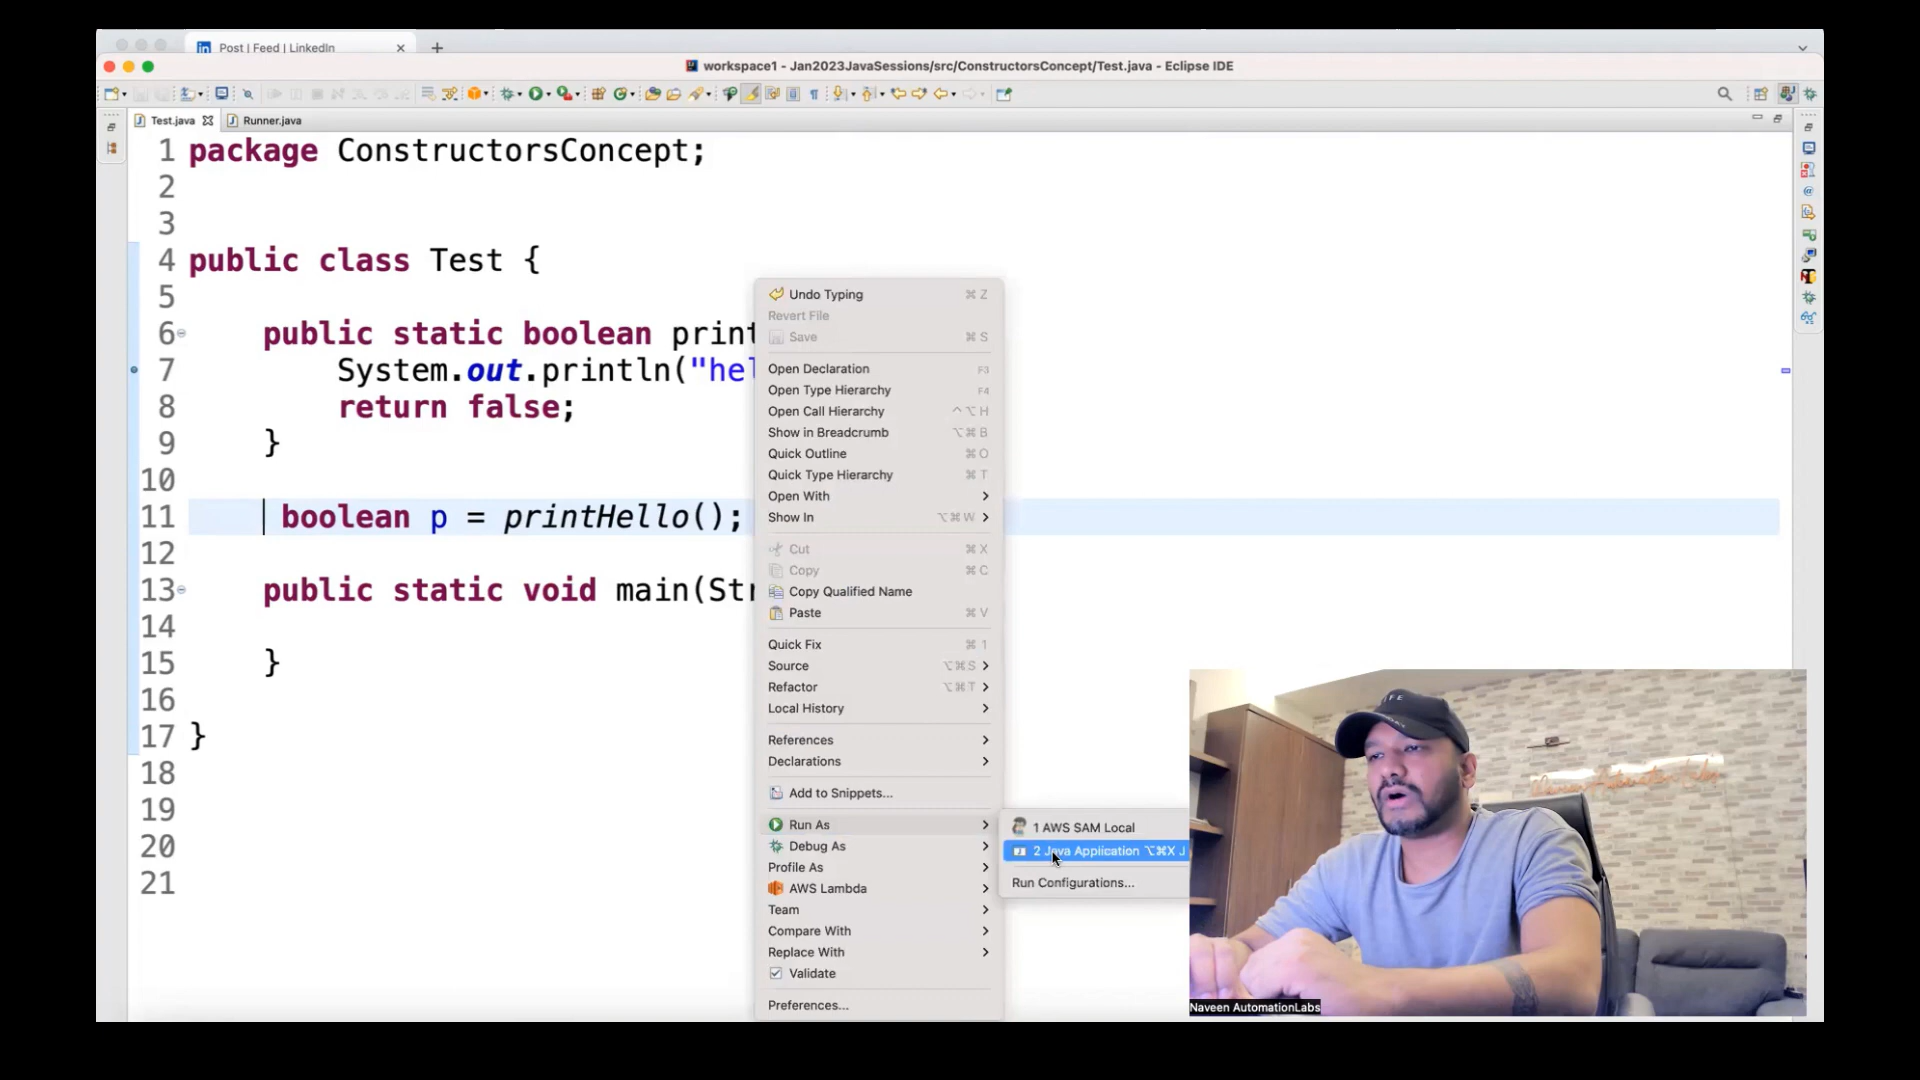 Post | Feed | LinkedIn
workspace1 - Jan2023JavaSessions/src/ConstructorsConcept/Test.java - Eclipse IDE
Test.java
Runner.java
1 package ConstructorsConcept;
2
3
4 public class Test {
5
6 public static boolean print
7 System.out.println("hel
8 return false;
9 }
10
11 boolean p = printHello();
12
13 public static void main(Str
14
15 }
16
17 }
18
19
20
21
Undo Typing ⌘ Z
Revert File
Save ⌘ S
Open Declaration F3
Open Type Hierarchy F4
Open Call Hierarchy ^⌥H
Show in Breadcrumb ⌥⌘B
Quick Outline ⌘O
Quick Type Hierarchy ⌘T
Open With
Show In ⌥⌘W
Cut ⌘X
Copy ⌘C
Copy Qualified Name
Paste ⌘V
Quick Fix ⌘1
Source ⌥⌘S
Refactor ⌥⌘T
Local History
References
Declarations
Add to Snippets...
Run As
Debug As
Profile As
AWS Lambda
Team
Compare With
Replace With
Validate
Preferences...
1 AWS SAM Local
2 Java Application ⌥⌘X J
Run Configurations...
Naveen AutomationLabs